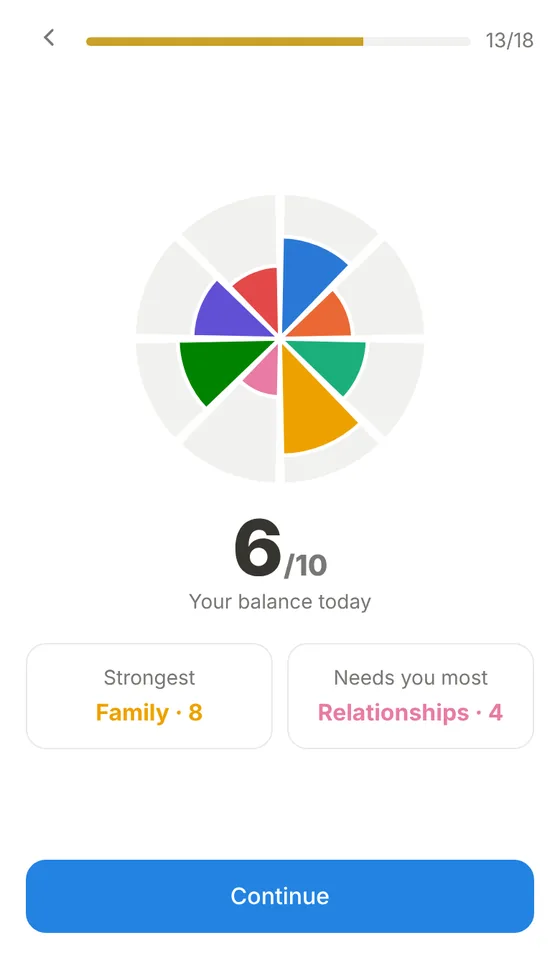 13/18
6/10
Your balance today
Strongest
Family · 8
Needs you most
Relationships · 4
Continue